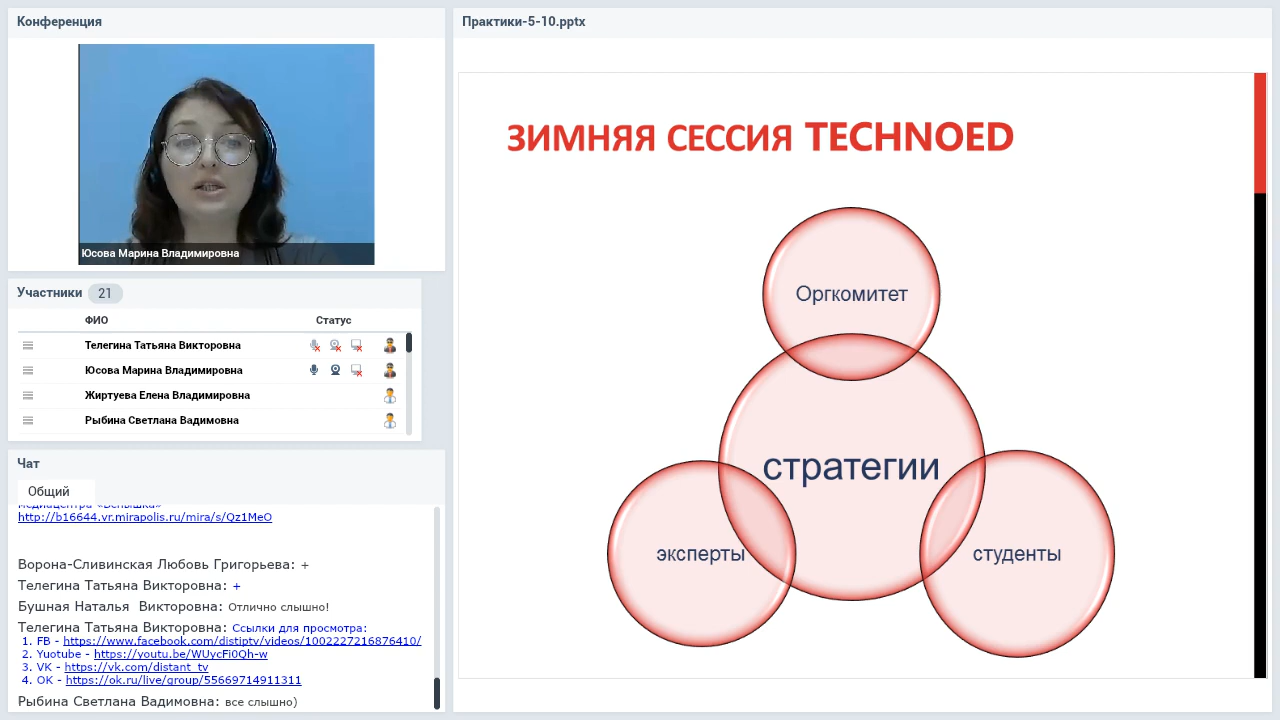 Конференция
Юсова Марина Владимировна
Участники 21
ФИО Статус
Телегина Татьяна Викторовна
Юсова Марина Владимировна
Жиртуева Елена Владимировна
Рыбина Светлана Вадимовна
Чат
Общий
http://b16644.vr.mirapolis.ru/mira/s/Qz1MeO
Ворона-Сливинская Любовь Григорьева: +
Телегина Татьяна Викторовна: +
Бушная Наталья  Викторовна: Отлично слышно!
Телегина Татьяна Викторовна: Ссылки для просмотра:
1. FB - https://www.facebook.com/distiptv/videos/1002227216876410/
2. Yuotobe - https://youtu.be/WUycFi0Qh-w
3. VK - https://vk.com/distant_tv
4. OK - https://ok.ru/live/group/55669714911311
Рыбина Светлана Вадимовна: все слышно)
Практики-5-10.pptx
ЗИМНЯЯ СЕССИЯ TECHNOED
Оргкомитет
стратегии
эксперты
студенты